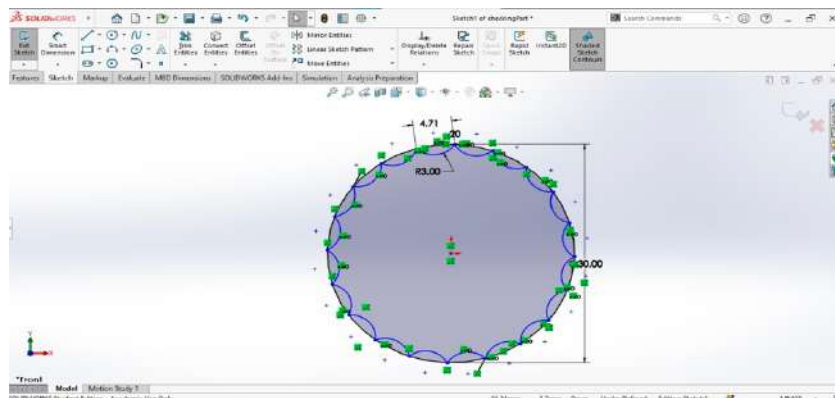 SOLIDWORKS
Sketch1 of sheckingPart *
Search Commands
Exit Sketch
Smart Dimension
Trim Entities
Convert Entities
Offset Entities
Mirror Entities
Linear Sketch Pattern
Move Entities
Display/Delete Relations
Repair Sketch
Rapid Sketch
Instant2D
Shaded Sketch Contours
Features Sketch Markup Evaluate MBD Dimensions SOLIDWORKS Add-Ins Simulation Analysis Preparation
4.71
20
R3.00
30.00
*Front
Model Motion Study 1